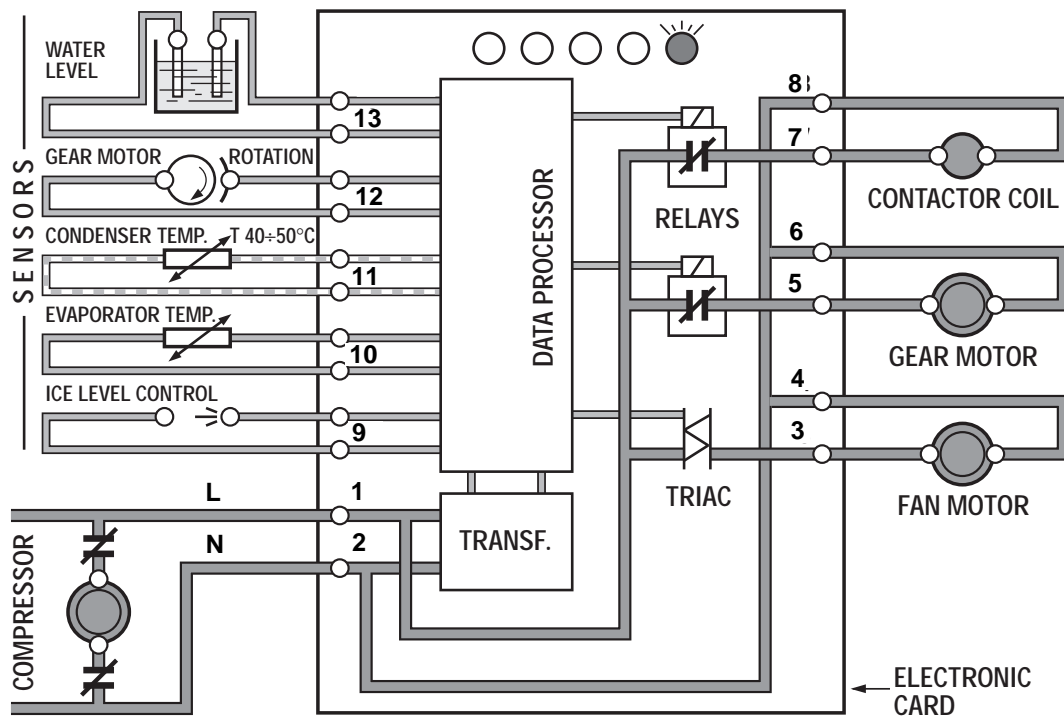 SENSORS
WATER
LEVEL
13
GEAR MOTOR ROTATION
12
CONDENSER TEMP. T 40÷50°C
11
EVAPORATOR TEMP.
10
ICE LEVEL CONTROL
9
L
1
N
2
COMPRESSOR
DATA PROCESSOR
TRANSF.
RELAYS
TRIAC
8
7
CONTACTOR COIL
6
5
GEAR MOTOR
4
3
FAN MOTOR
ELECTRONIC
CARD